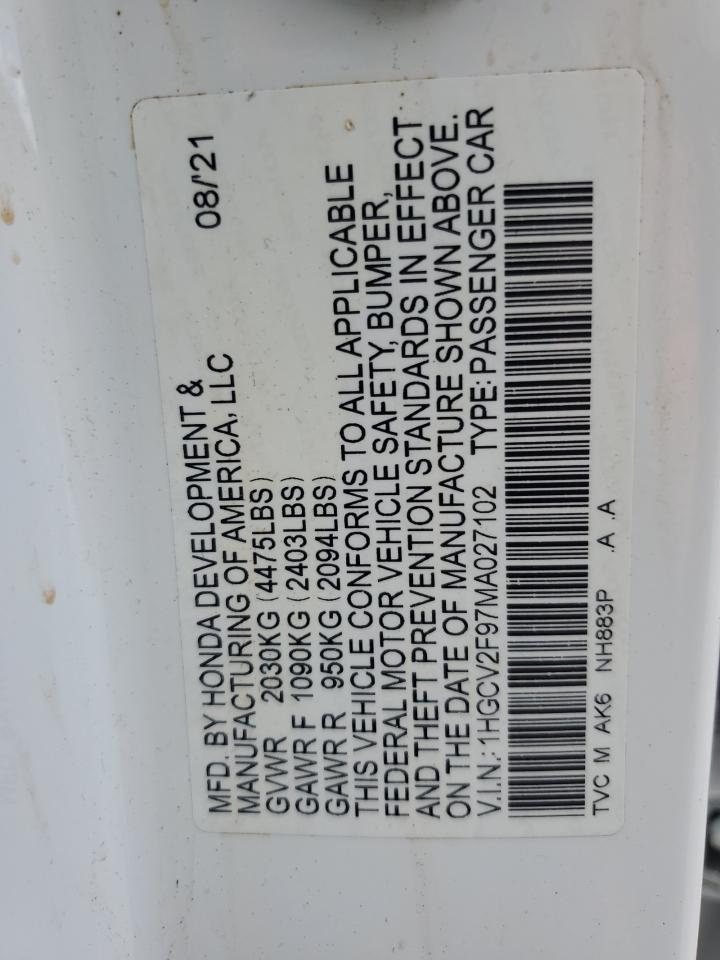 MFD. BY HONDA DEVELOPMENT & 08/21
MANUFACTURING OF AMERICA, LLC
GVWR 2030KG (4475LBS)
GAWR F 1090KG (2403LBS)
GAWR R 950KG (2094LBS)
THIS VEHICLE CONFORMS TO ALL APPLICABLE
FEDERAL MOTOR VEHICLE SAFETY, BUMPER,
AND THEFT PREVENTION STANDARDS IN EFFECT
ON THE DATE OF MANUFACTURE SHOWN ABOVE.
V.I.N.: 1HGCV2F97MA027102 TYPE: PASSENGER CAR
TVC M AK6 NH883P .A .A